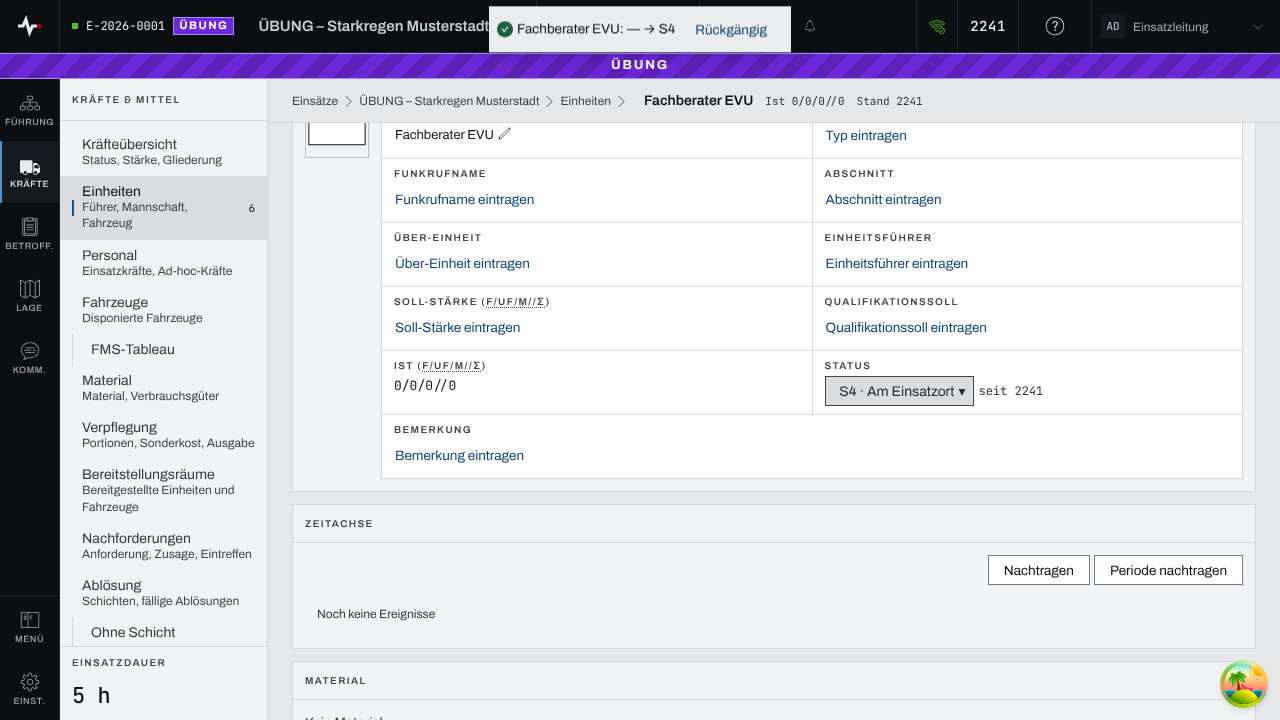 E-2026-0001
ÜBUNG
ÜBUNG – Starkregen Musterstadt
Fachberater EVU: — → S4
Rückgängig
2241
AD
Einsatzleitung
ÜBUNG
FÜHRUNG
KRÄFTE
BETROFF.
LAGE
KOMM.
MENÜ
EINST.
KRÄFTE & MITTEL
Kräfteübersicht
Status, Stärke, Gliederung
Einheiten
Führer, Mannschaft,
Fahrzeug
6
Personal
Einsatzkräfte, Ad-hoc-Kräfte
Fahrzeuge
Disponierte Fahrzeuge
FMS-Tableau
Material
Material, Verbrauchsgüter
Verpflegung
Portionen, Sonderkost, Ausgabe
Bereitstellungsräume
Bereitgestellte Einheiten und
Fahrzeuge
Nachforderungen
Anforderung, Zusage, Eintreffen
Ablösung
Schichten, fällige Ablösungen
Ohne Schicht
EINSATZDAUER
5 h
Einsätze
ÜBUNG – Starkregen Musterstadt
Einheiten
Fachberater EVU
Ist 0/0/0//0
Stand 2241
Fachberater EVU
Typ eintragen
FUNKRUFNAME
Funkrufname eintragen
ABSCHNITT
Abschnitt eintragen
ÜBER-EINHEIT
Über-Einheit eintragen
EINHEITSFÜHRER
Einheitsführer eintragen
SOLL-STÄRKE (F/UF/M//Σ)
Soll-Stärke eintragen
QUALIFIKATIONSSOLL
Qualifikationssoll eintragen
IST (F/UF/M//Σ)
0/0/0//0
STATUS
S4 · Am Einsatzort ▾
seit 2241
BEMERKUNG
Bemerkung eintragen
ZEITACHSE
Nachtragen
Periode nachtragen
Noch keine Ereignisse
MATERIAL
Kein Material